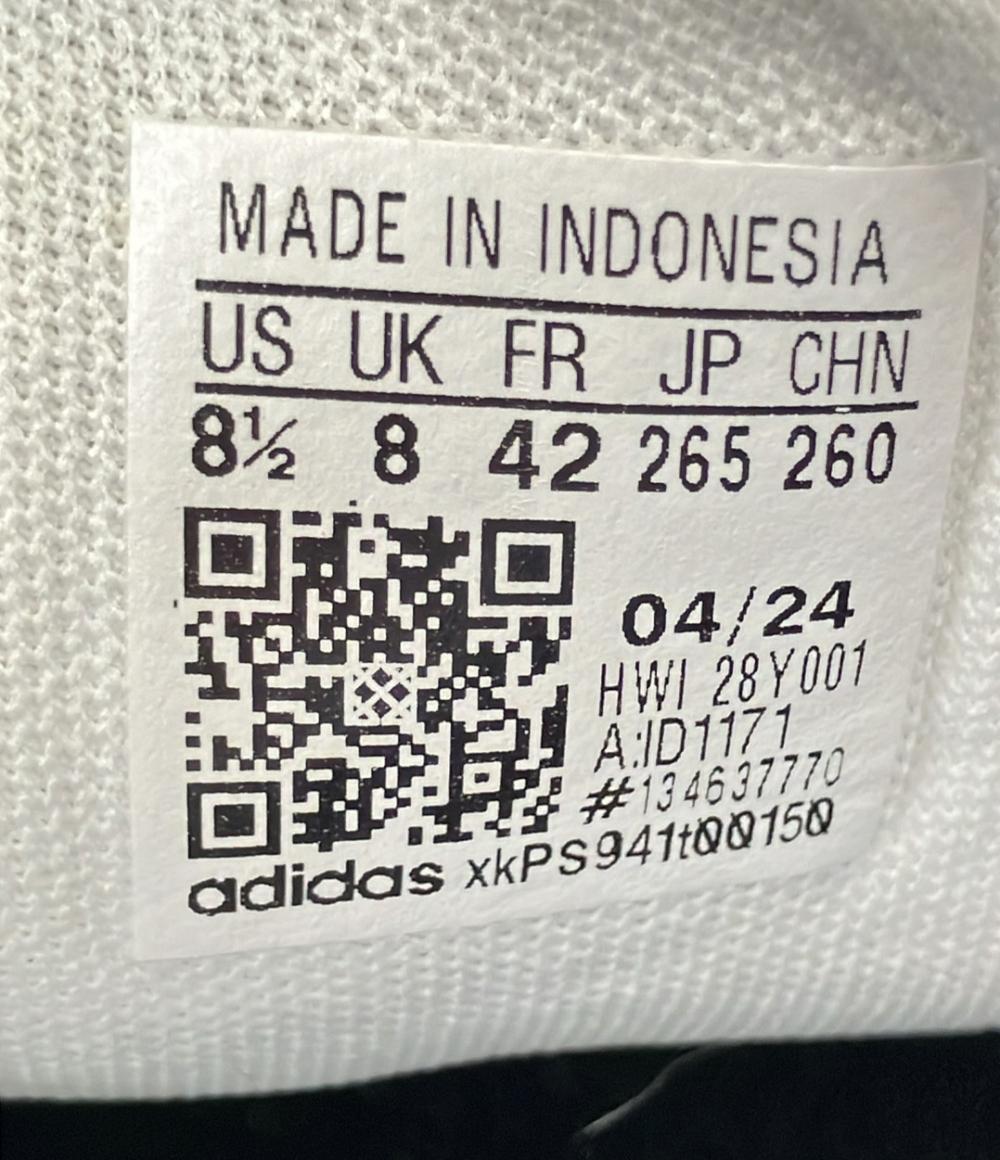 MADE IN INDONESIA
US UK FR JP CHN
8½ 8 42 265 260
04/24
HWI 28Y001
A:ID1171
#134637770
adidas xkPS941t00150